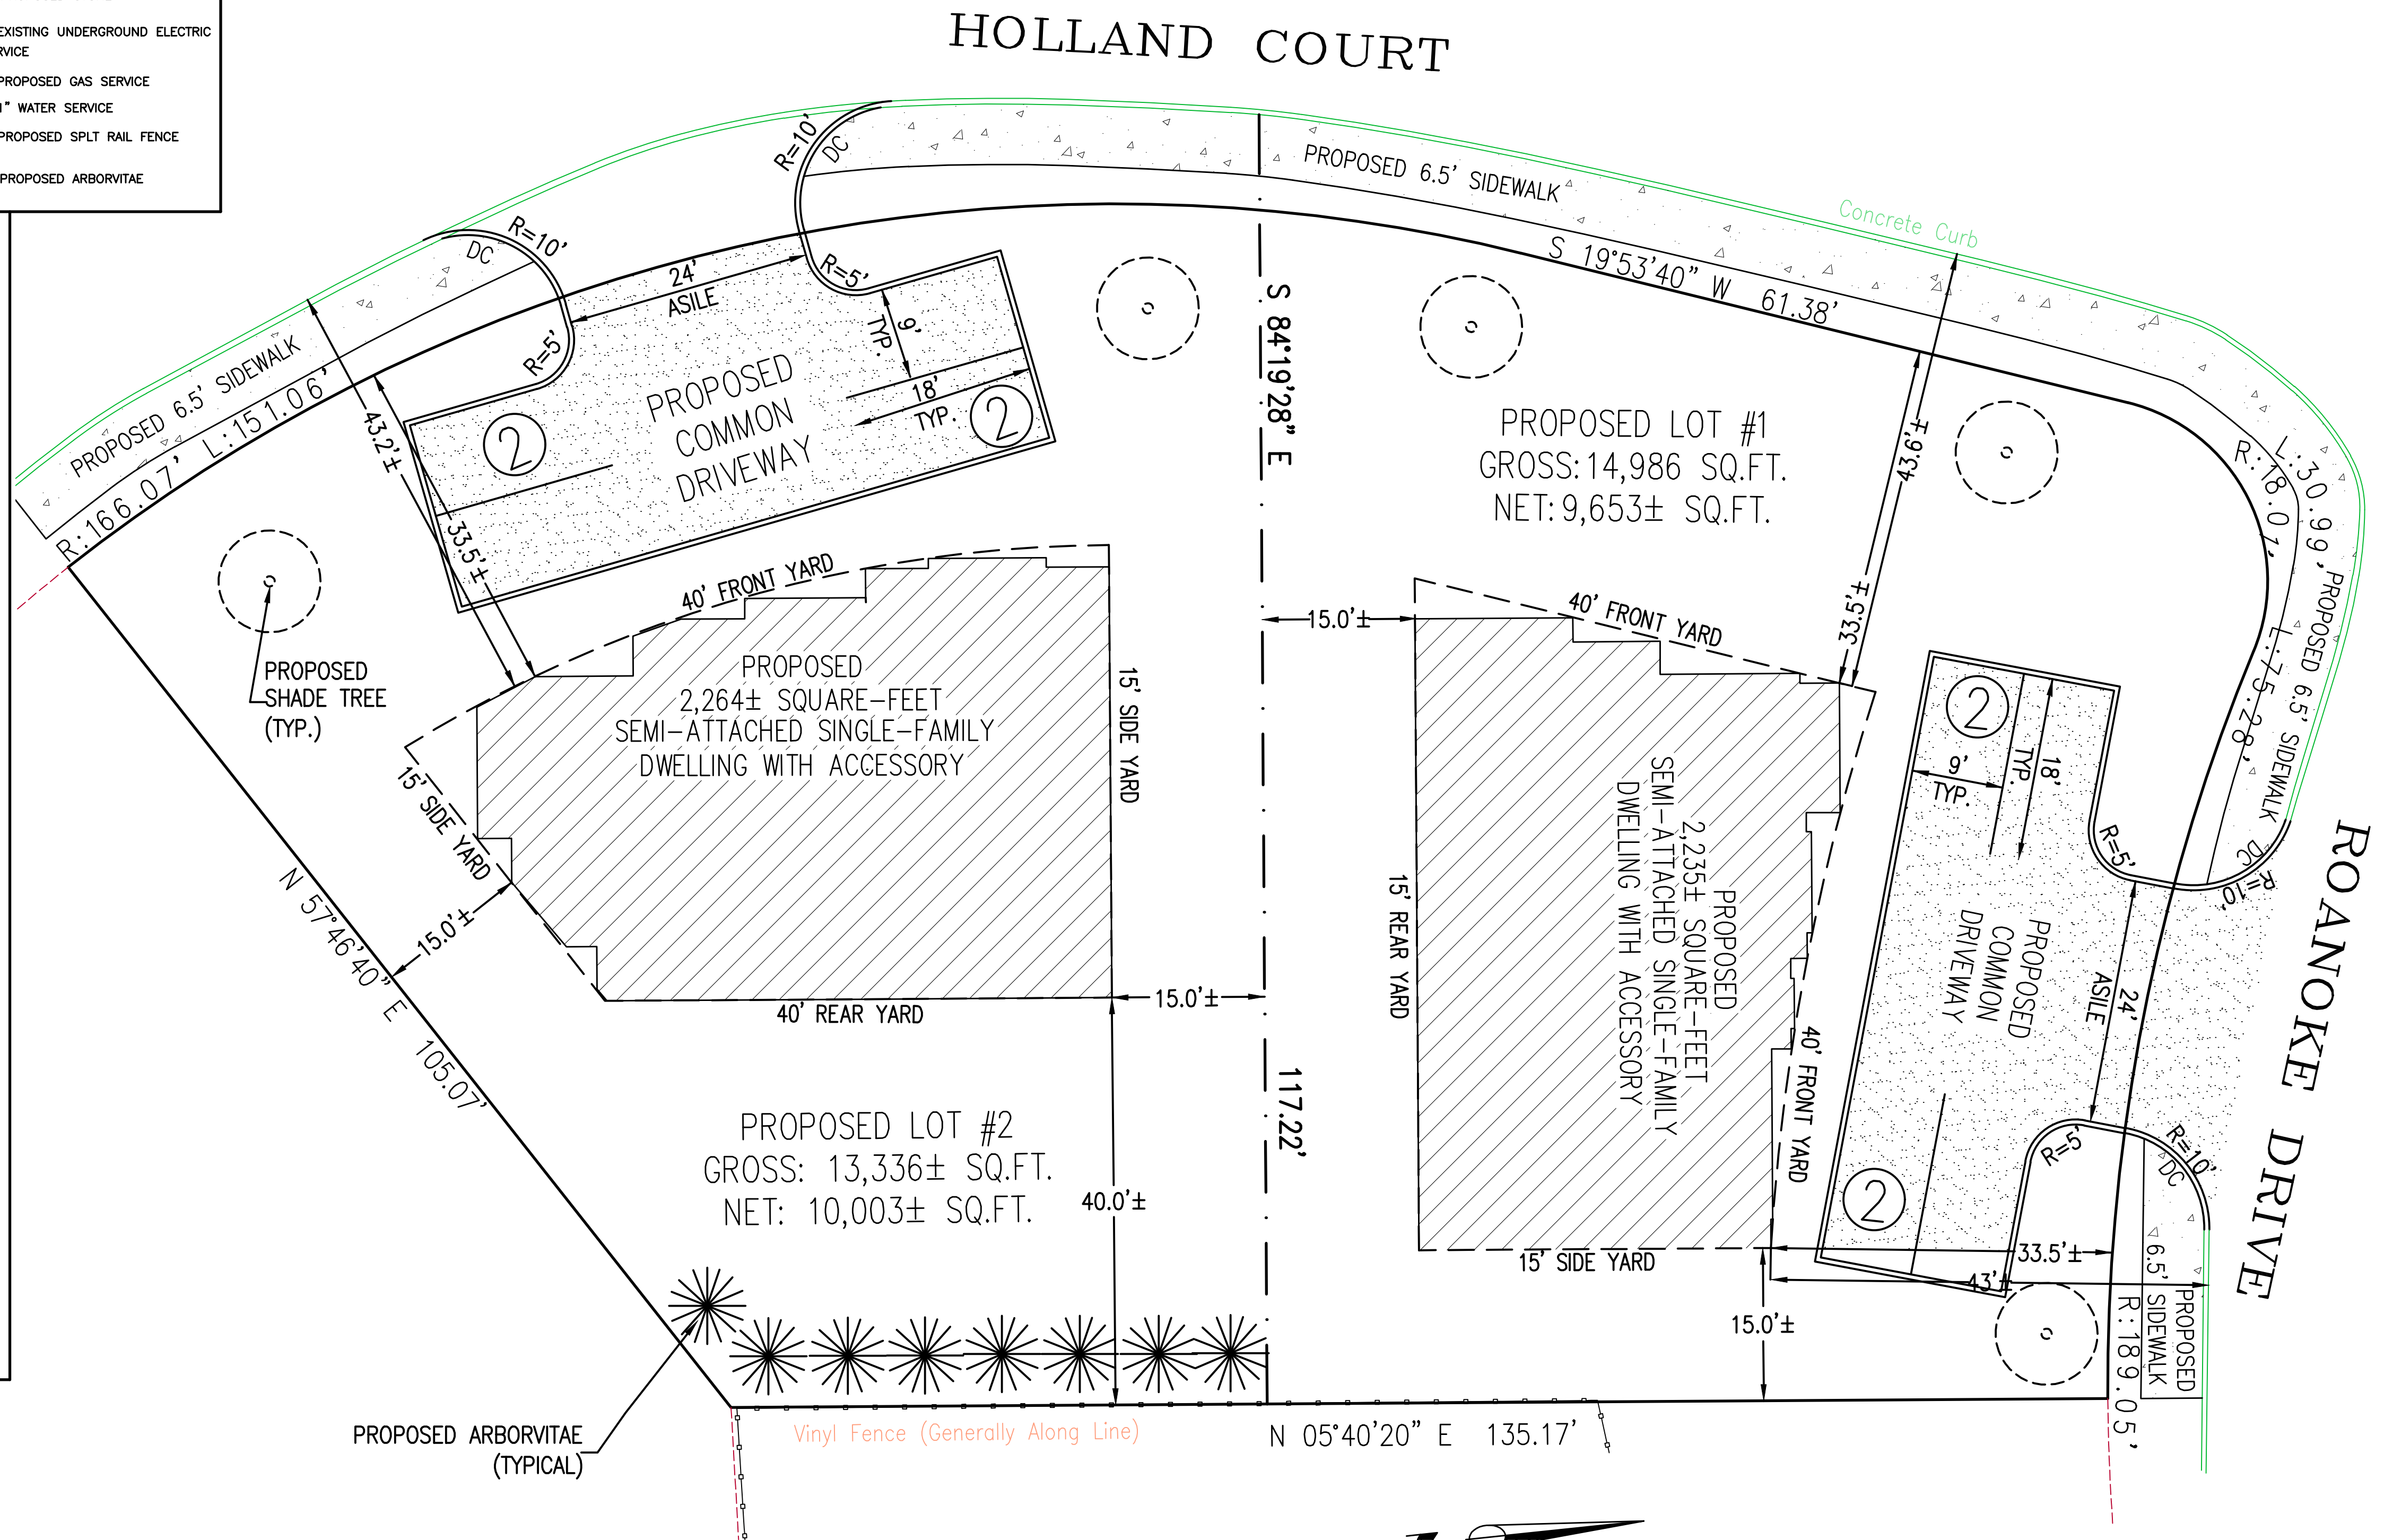 EXISTING UNDERGROUND ELECTRIC
RVICE
PROPOSED GAS SERVICE
1" WATER SERVICE
PROPOSED SPLT RAIL FENCE
PROPOSED ARBORVITAE
HOLLAND COURT
R=10'
DC
PROPOSED 6.5' SIDEWALK
Concrete Curb
R=10'
DC
24'
ASILE
R=5'
R=5'
9'
TYP.
18'
TYP.
2
2
PROPOSED
COMMON
DRIVEWAY
S 84°19'28" E
117.22'
S 19°53'40" W 61.38'
PROPOSED 6.5' SIDEWALK
R:166.07' L:151.06'
43.2'±
33.5'±
PROPOSED LOT #1
GROSS:14,986 SQ.FT.
NET:9,653± SQ.FT.
43.6'±
33.5'±
L:30.99'
R:18.01'
PROPOSED 6.5' SIDEWALK
L:75.28'
40' FRONT YARD
15.0'±
40' FRONT YARD
PROPOSED
SHADE TREE
(TYP.)
PROPOSED
2,264± SQUARE-FEET
SEMI-ATTACHED SINGLE-FAMILY
DWELLING WITH ACCESSORY
15' SIDE YARD
15' SIDE YARD
N 57°46'40" E 105.07'
15.0'±
40' REAR YARD
15.0'±
15' REAR YARD
PROPOSED
2,235± SQUARE-FEET
SEMI-ATTACHED SINGLE-FAMILY
DWELLING WITH ACCESSORY
40' FRONT YARD
2
9'
TYP.
18'
TYP.
R=5'
DC
R=10'
PROPOSED
COMMON
DRIVEWAY
24'
ASILE
ROANOKE DRIVE
R=5'
R=10'
DC
2
PROPOSED LOT #2
GROSS: 13,336± SQ.FT.
NET: 10,003± SQ.FT.
40.0'±
15' SIDE YARD
33.5'±
43'±
15.0'±
PROPOSED
6.5'
SIDEWALK
R:189.05'
PROPOSED ARBORVITAE
(TYPICAL)
Vinyl Fence (Generally Along Line)
N 05°40'20" E 135.17'